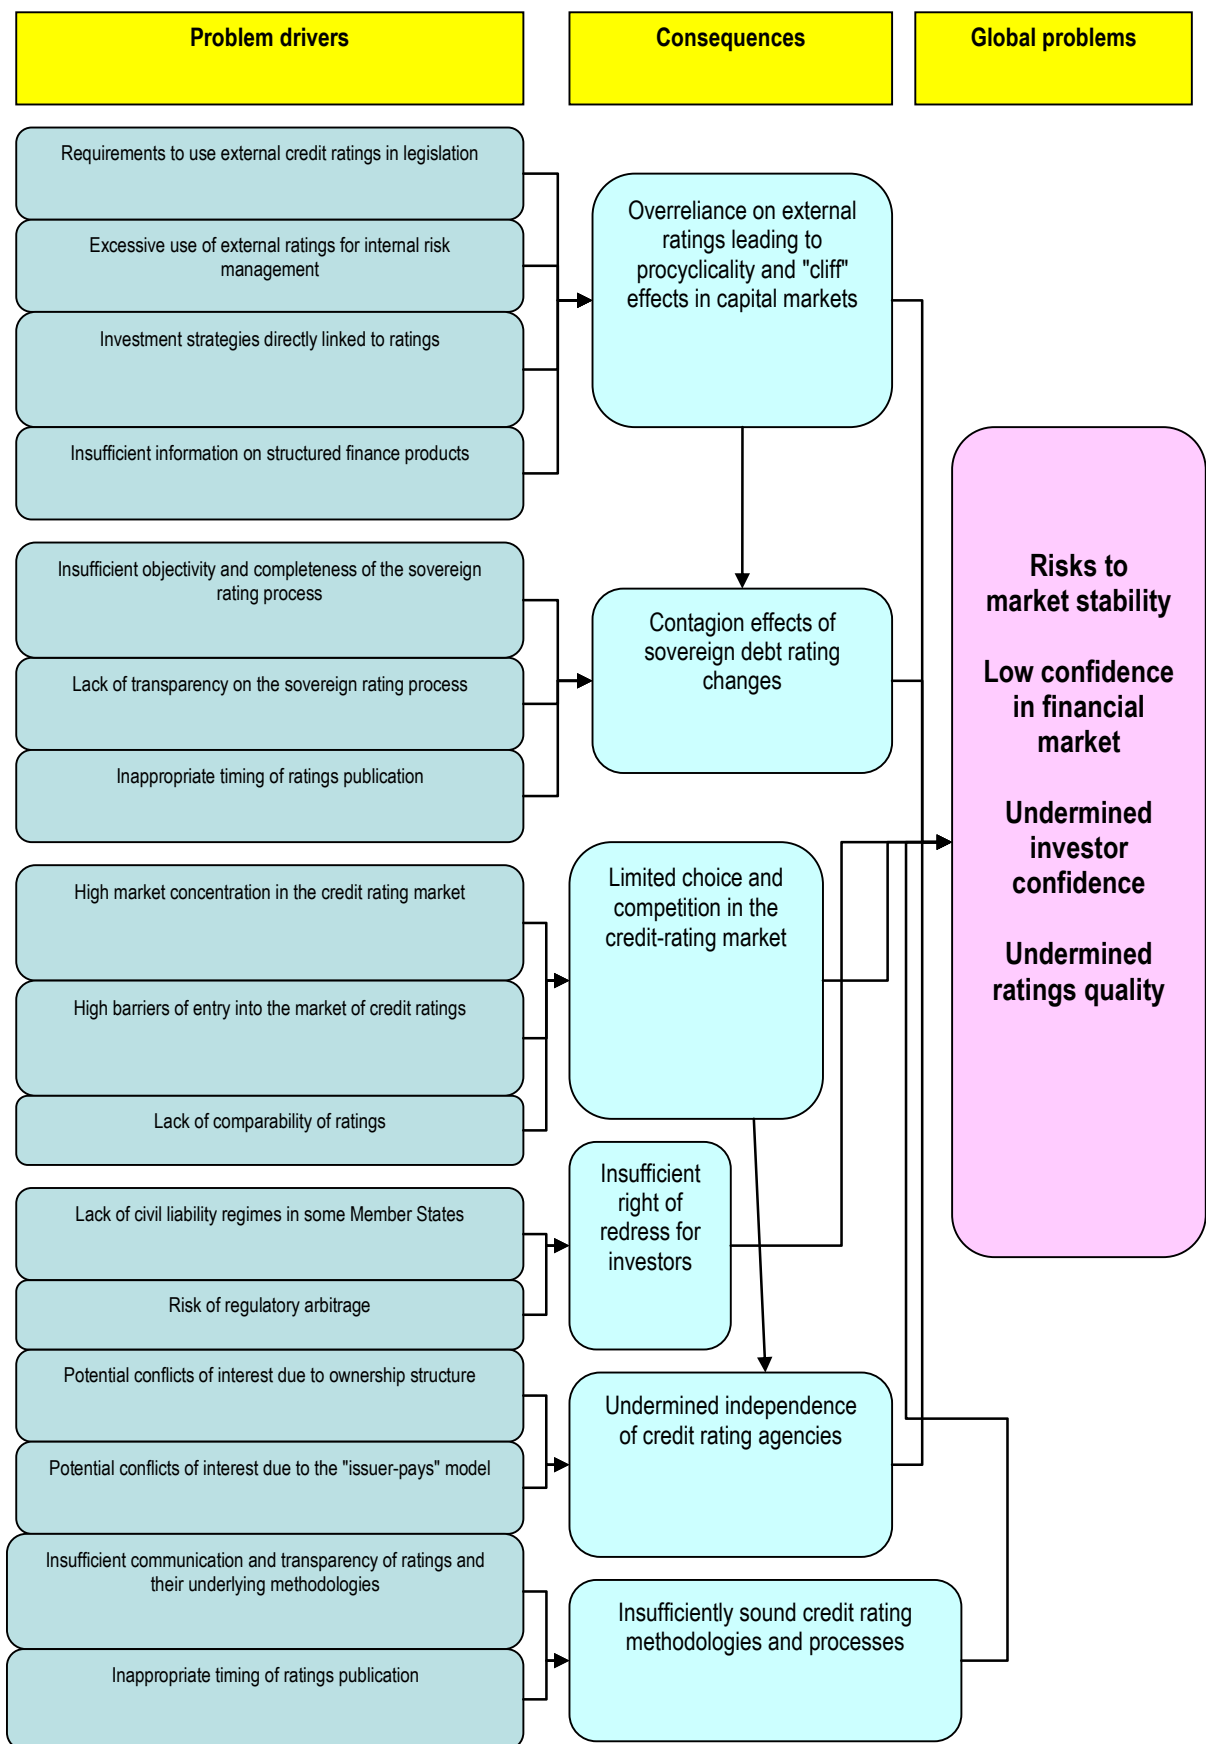 Problem drivers
Consequences
Global problems
Requirements to use external credit ratings in legislation
Excessive use of external ratings for internal risk
management
Investment strategies directly linked to ratings
Insufficient information on structured finance products
Overreliance on external
ratings leading to
procyclicality and "cliff"
effects in capital markets
Insufficient objectivity and completeness of the sovereign
rating process
Lack of transparency on the sovereign rating process
Inappropriate timing of ratings publication
Contagion effects of
sovereign debt rating
changes
High market concentration in the credit rating market
High barriers of entry into the market of credit ratings
Lack of comparability of ratings
Limited choice and
competition in the
credit-rating market
Lack of civil liability regimes in some Member States
Risk of regulatory arbitrage
Insufficient
right of
redress for
investors
Potential conflicts of interest due to ownership structure
Potential conflicts of interest due to the "issuer-pays" model
Undermined independence
of credit rating agencies
Insufficient communication and transparency of ratings and
their underlying methodologies
Inappropriate timing of ratings publication
Insufficiently sound credit rating
methodologies and processes
Risks to
market stability
Low confidence
in financial
market
Undermined
investor
confidence
Undermined
ratings quality